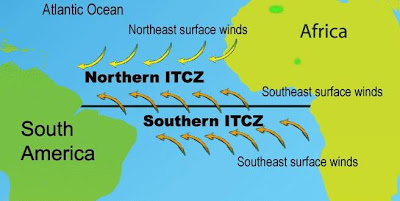 Atlantic Ocean
Northeast surface winds
Africa
Northern ITCZ
Southeast surface winds
Southern ITCZ
South
America
Southeast surface winds